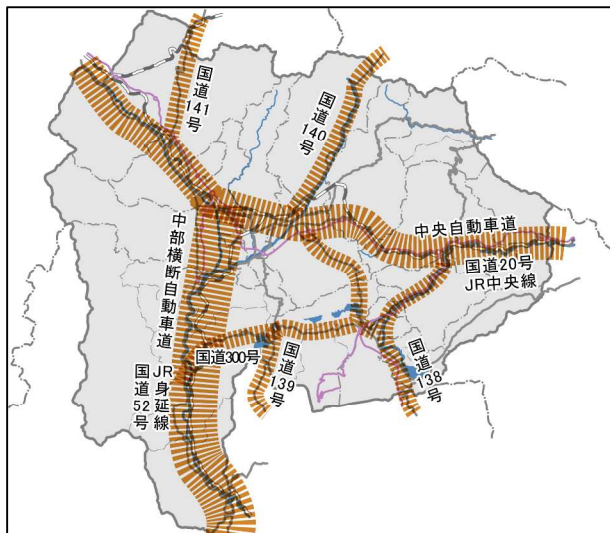 国道141号
国道140号
中央自動車道
国道20号
JR中央線
中部横断自動車道
国道300号
国道139号
国道138号
JR身延線
国道52号